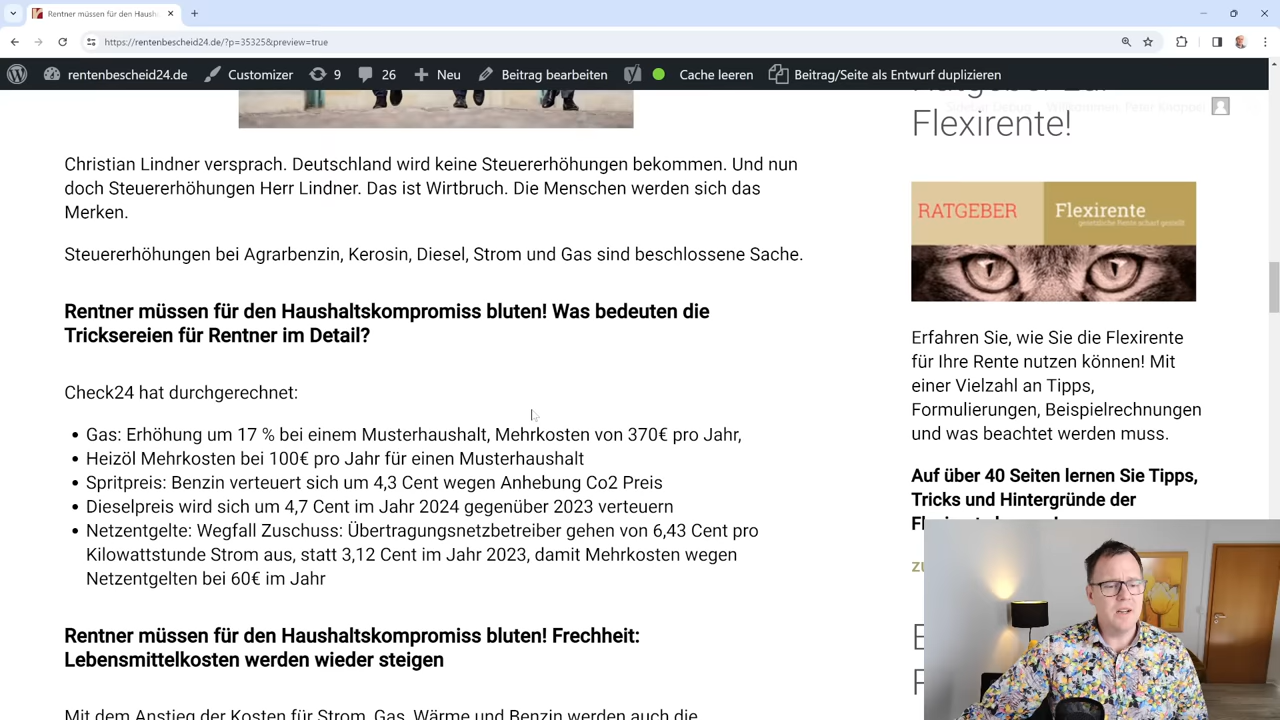 Rentner müssen für den Haush
https://rentenbescheid24.de/?p=35325&preview=true
rentenbescheid24.de
Customizer
9
26
Neu
Beitrag bearbeiten
Cache leeren
Beitrag/Seite als Entwurf duplizieren
Willkommen, Peter Knöppel
Christian Lindner versprach. Deutschland wird keine Steuererhöhungen bekommen. Und nun
doch Steuererhöhungen Herr Lindner. Das ist Wirtbruch. Die Menschen werden sich das
Merken.
Steuererhöhungen bei Agrarbenzin, Kerosin, Diesel, Strom und Gas sind beschlossene Sache.
Rentner müssen für den Haushaltskompromiss bluten! Was bedeuten die
Tricksereien für Rentner im Detail?
Check24 hat durchgerechnet:
• Gas: Erhöhung um 17 % bei einem Musterhaushalt, Mehrkosten von 370€ pro Jahr,
• Heizöl Mehrkosten bei 100€ pro Jahr für einen Musterhaushalt
• Spritpreis: Benzin verteuert sich um 4,3 Cent wegen Anhebung Co2 Preis
• Dieselpreis wird sich um 4,7 Cent im Jahr 2024 gegenüber 2023 verteuern
• Netzentgelte: Wegfall Zuschuss: Übertragungsnetzbetreiber gehen von 6,43 Cent pro
Kilowattstunde Strom aus, statt 3,12 Cent im Jahr 2023, damit Mehrkosten wegen
Netzentgelten bei 60€ im Jahr
Rentner müssen für den Haushaltskompromiss bluten! Frechheit:
Lebensmittelkosten werden wieder steigen
Mit dem Anstieg der Kosten für Strom, Gas, Wärme und Benzin werden auch die
Flexirente!
RATGEBER
Flexirente
gesetzliche Rente scharf gestellt
Erfahren Sie, wie Sie die Flexirente
für Ihre Rente nutzen können! Mit
einer Vielzahl an Tipps,
Formulierungen, Beispielrechnungen
und was beachtet werden muss.
Auf über 40 Seiten lernen Sie Tipps,
Tricks und Hintergründe der